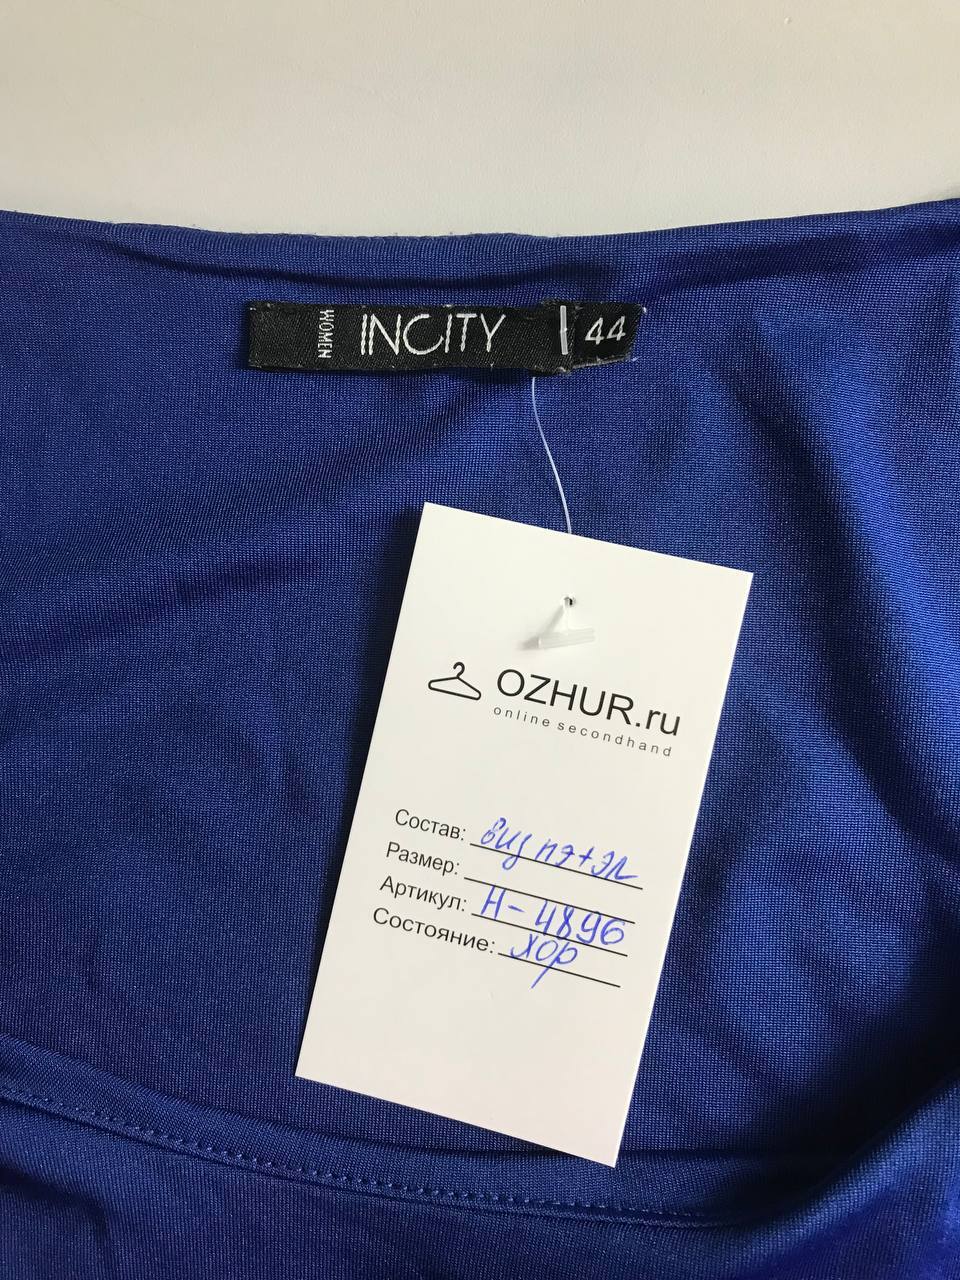 WOMEN INCITY 44
OZHUR.ru
online secondhand
Состав: виз пэ+эл
Размер:
Артикул: Н-4896
Состояние: хор